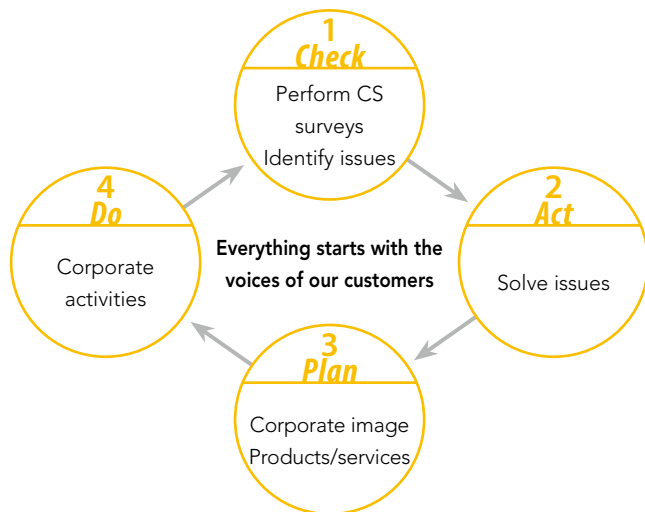 1
Check
Perform CS
surveys
Identify issues
2
Act
Solve issues
3
Plan
Corporate image
Products/services
4
Do
Corporate
activities
Everything starts with the
voices of our customers